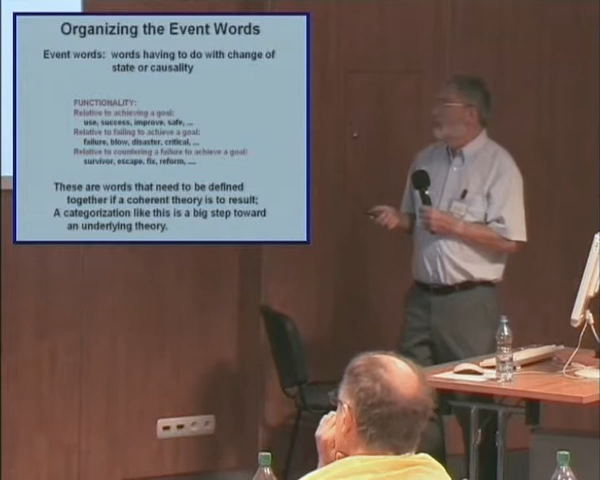 Organizing the Event Words
Event words: words having to do with change of
state or causality
FUNCTIONALITY:
Relative to achieving a goal:
use, success, improve, safe, ...
Relative to failing to achieve a goal:
failure, blow, disaster, critical, ...
Relative to countering a failure to achieve a goal:
survivor, escape, fix, reform, ....
These are words that need to be defined
together if a coherent theory is to result;
A categorization like this is a big step toward
an underlying theory.